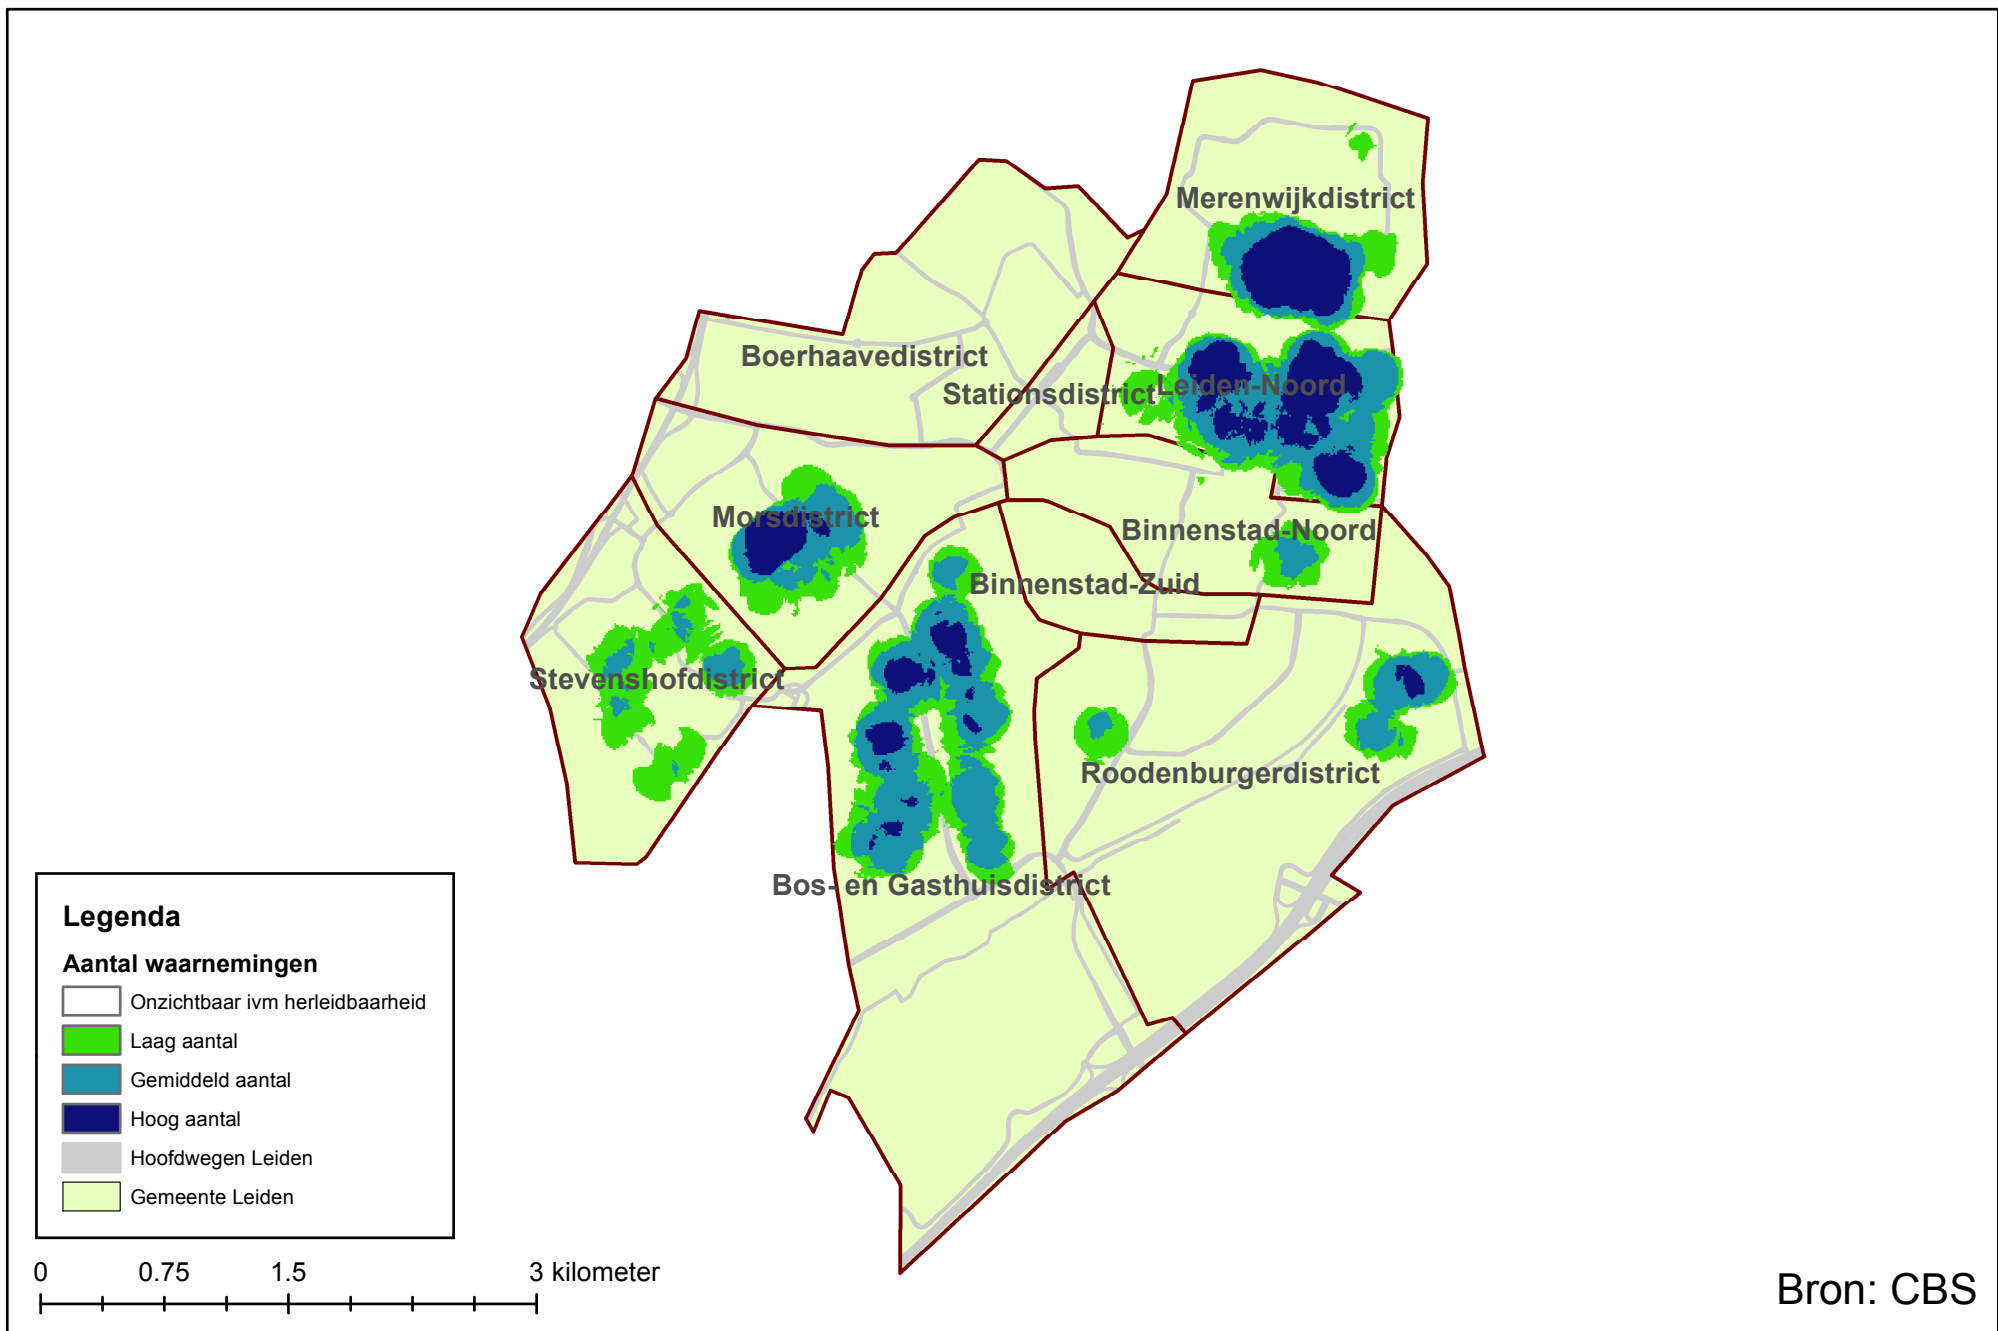 Merenwijkdistrict
Boerhaavedistrict
Stationsdistrict
Leiden-Noord
Morsdistrict
Binnenstad-Noord
Binnenstad-Zuid
Stevenshofdistrict
Roodenburgerdistrict
Bos- en Gasthuisdistrict
Legenda
Aantal waarnemingen
Onzichtbaar ivm herleidbaarheid
Laag aantal
Gemiddeld aantal
Hoog aantal
Hoofdwegen Leiden
Gemeente Leiden
0 0.75 1.5 3 kilometer
Bron: CBS